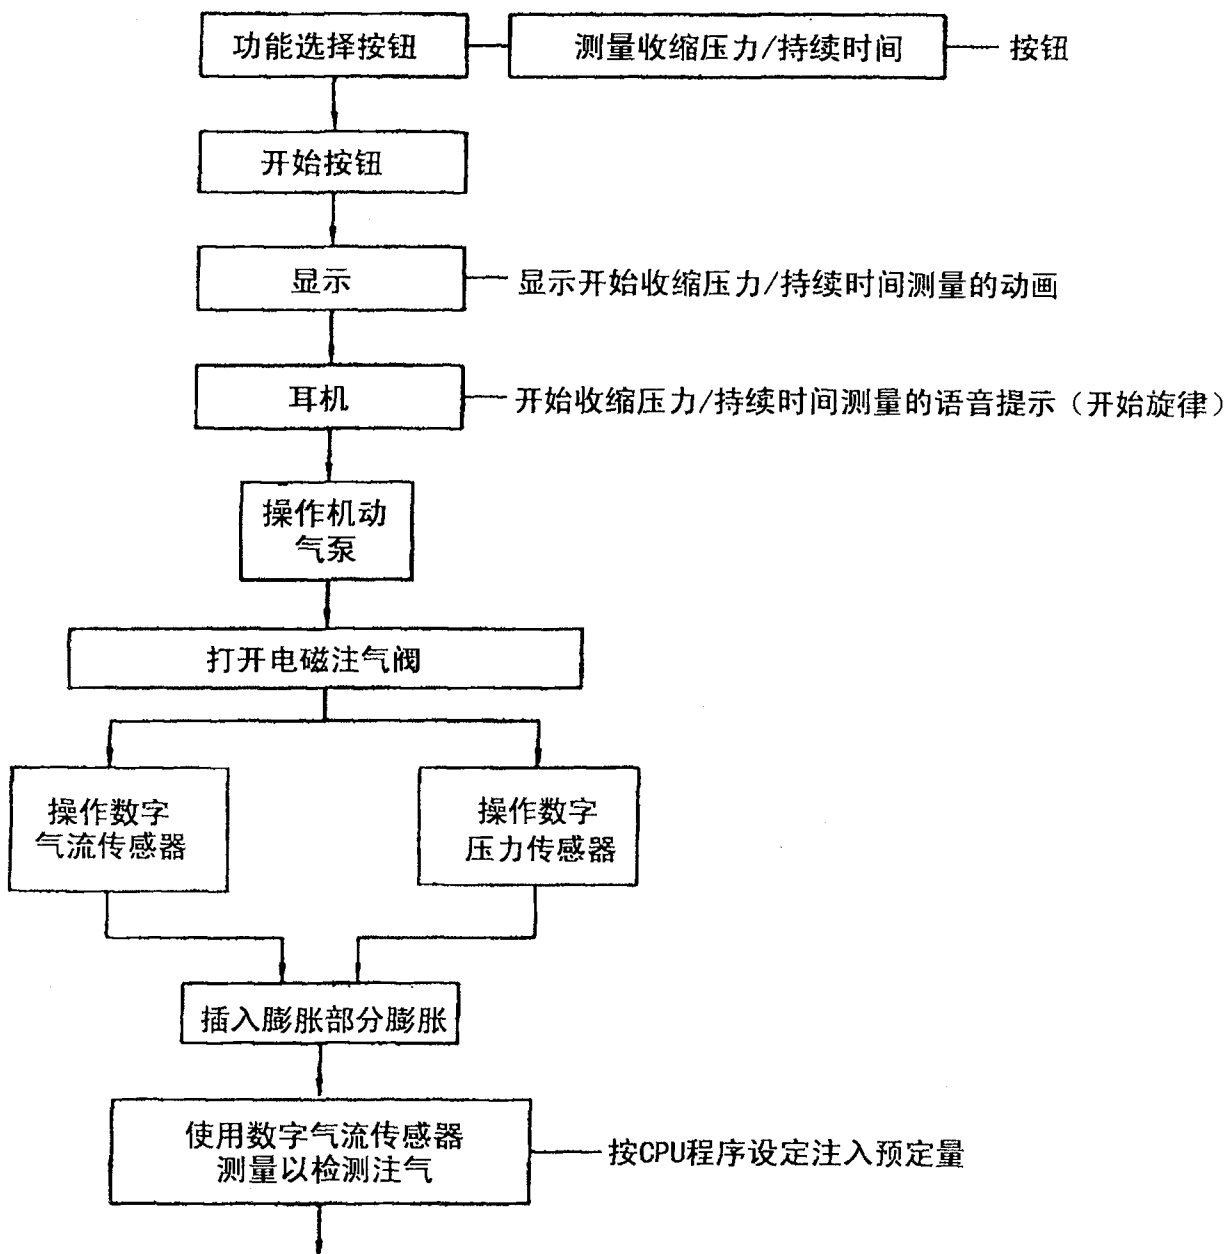 功能选择按钮
测量收缩压力/持续时间
按钮
开始按钮
显示
显示开始收缩压力/持续时间测量的动画
耳机
开始收缩压力/持续时间测量的语音提示（开始旋律）
操作机动
气泵
打开电磁注气阀
操作数字
气流传感器
操作数字
压力传感器
插入膨胀部分膨胀
使用数字气流传感器
测量以检测注气
按CPU程序设定注入预定量